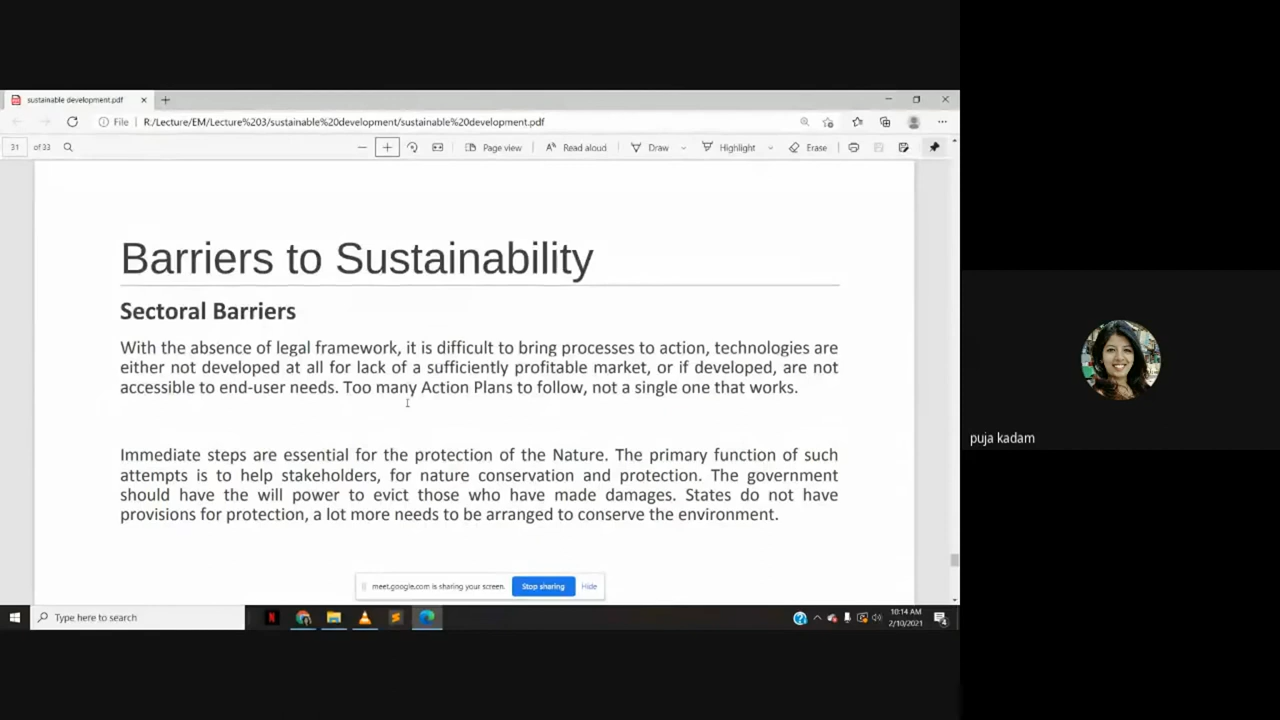 sustainable development.pdf
File
R:/Lecture/EM/Lecture%203/sustainable%20development/sustainable%20development.pdf
31 of 33
Page view
Read aloud
Draw
Highlight
Erase
Barriers to Sustainability
Sectoral Barriers
With the absence of legal framework, it is difficult to bring processes to action, technologies are
either not developed at all for lack of a sufficiently profitable market, or if developed, are not
accessible to end-user needs. Too many Action Plans to follow, not a single one that works.
Immediate steps are essential for the protection of the Nature. The primary function of such
attempts is to help stakeholders, for nature conservation and protection. The government
should have the will power to evict those who have made damages. States do not have
provisions for protection, a lot more needs to be arranged to conserve the environment.
puja kadam
meet.google.com is sharing your screen.
Stop sharing
Hide
Type here to search
10:14 AM
2/10/2021